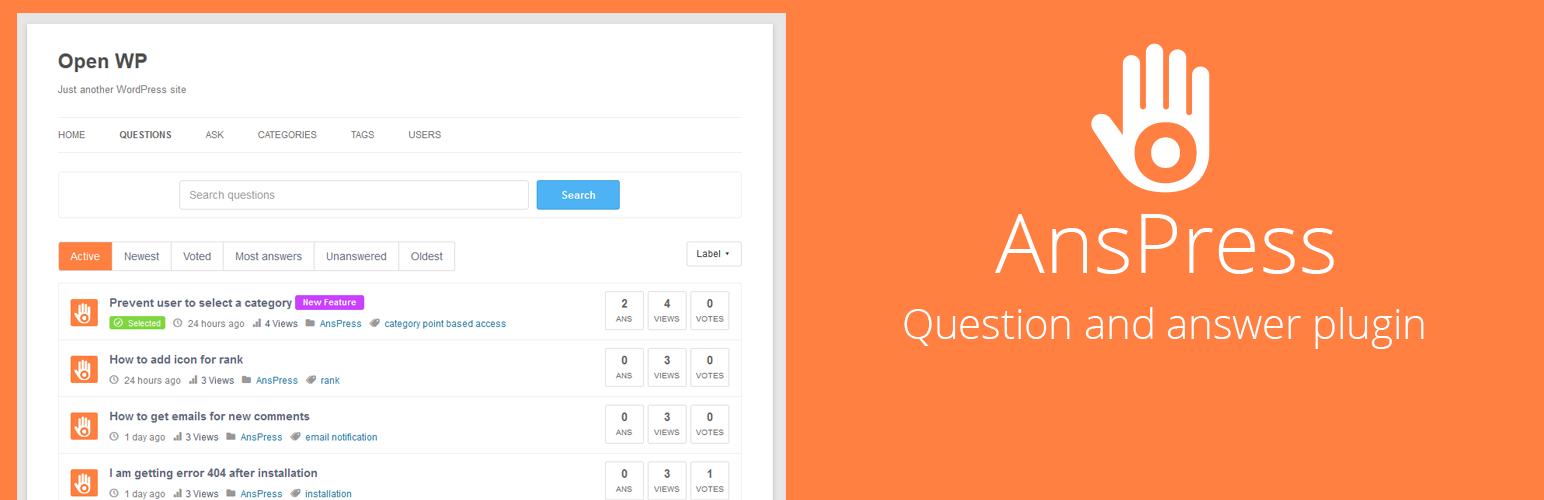 Open WP
Just another WordPress site
HOME QUESTIONS ASK CATEGORIES TAGS USERS
Search questions Search
Active Newest Voted Most answers Unanswered Oldest Label
Prevent user to select a category New Feature
Selected 24 hours ago 4 Views AnsPress category point based access
2 4 0
ANS VIEWS VOTES
How to add icon for rank
24 hours ago 3 Views AnsPress rank
0 3 0
ANS VIEWS VOTES
How to get emails for new comments
1 day ago 3 Views AnsPress email notification
0 3 0
ANS VIEWS VOTES
I am getting error 404 after installation
1 day ago 3 Views AnsPress installation
0 3 1
ANS VIEWS VOTES
AnsPress
Question and answer plugin